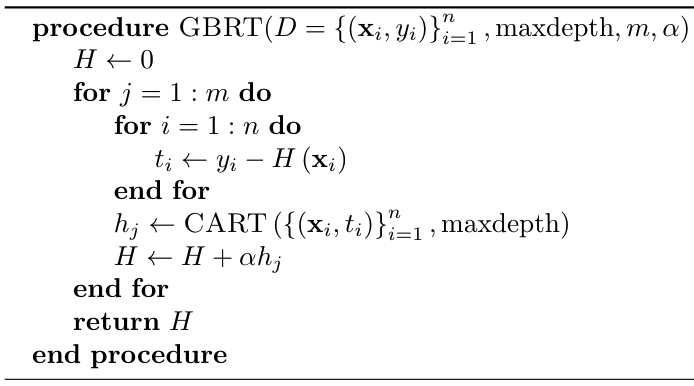 procedure GBRT(D = {(x_i, y_i)}_{i=1}^n, maxdepth, m, α)
H ← 0
for j = 1 : m do
for i = 1 : n do
t_i ← y_i − H (x_i)
end for
h_j ← CART ({(x_i, t_i)}_{i=1}^n, maxdepth)
H ← H + αh_j
end for
return H
end procedure